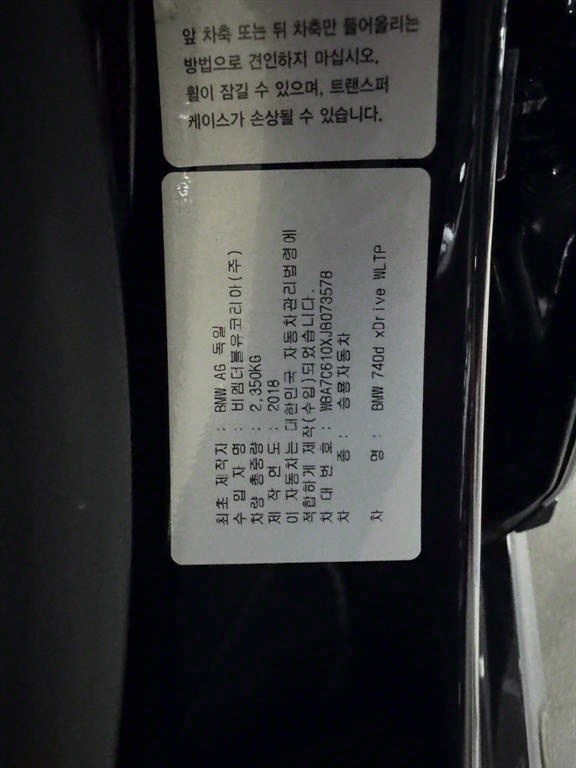 앞 차축 또는 뒤 차축만 들어올리는
방법으로 견인하지 마십시오.
휠이 잠길 수 있으며, 트랜스퍼
케이스가 손상될 수 있습니다.
최초 제작자 : BMW AG 독일
수 입 자 명 : 비엠더블유코리아(주)
차량 총중량 : 2,350KG
제 작 연 도 : 2018
이 자동차는 대한민국 자동차관리법령에
적합하게 제작(수입)되었습니다.
차 대 번 호 : WBA7C610XJB073578
차 종 : 승용자동차
차 명 : BMW 740d xDrive WLTP